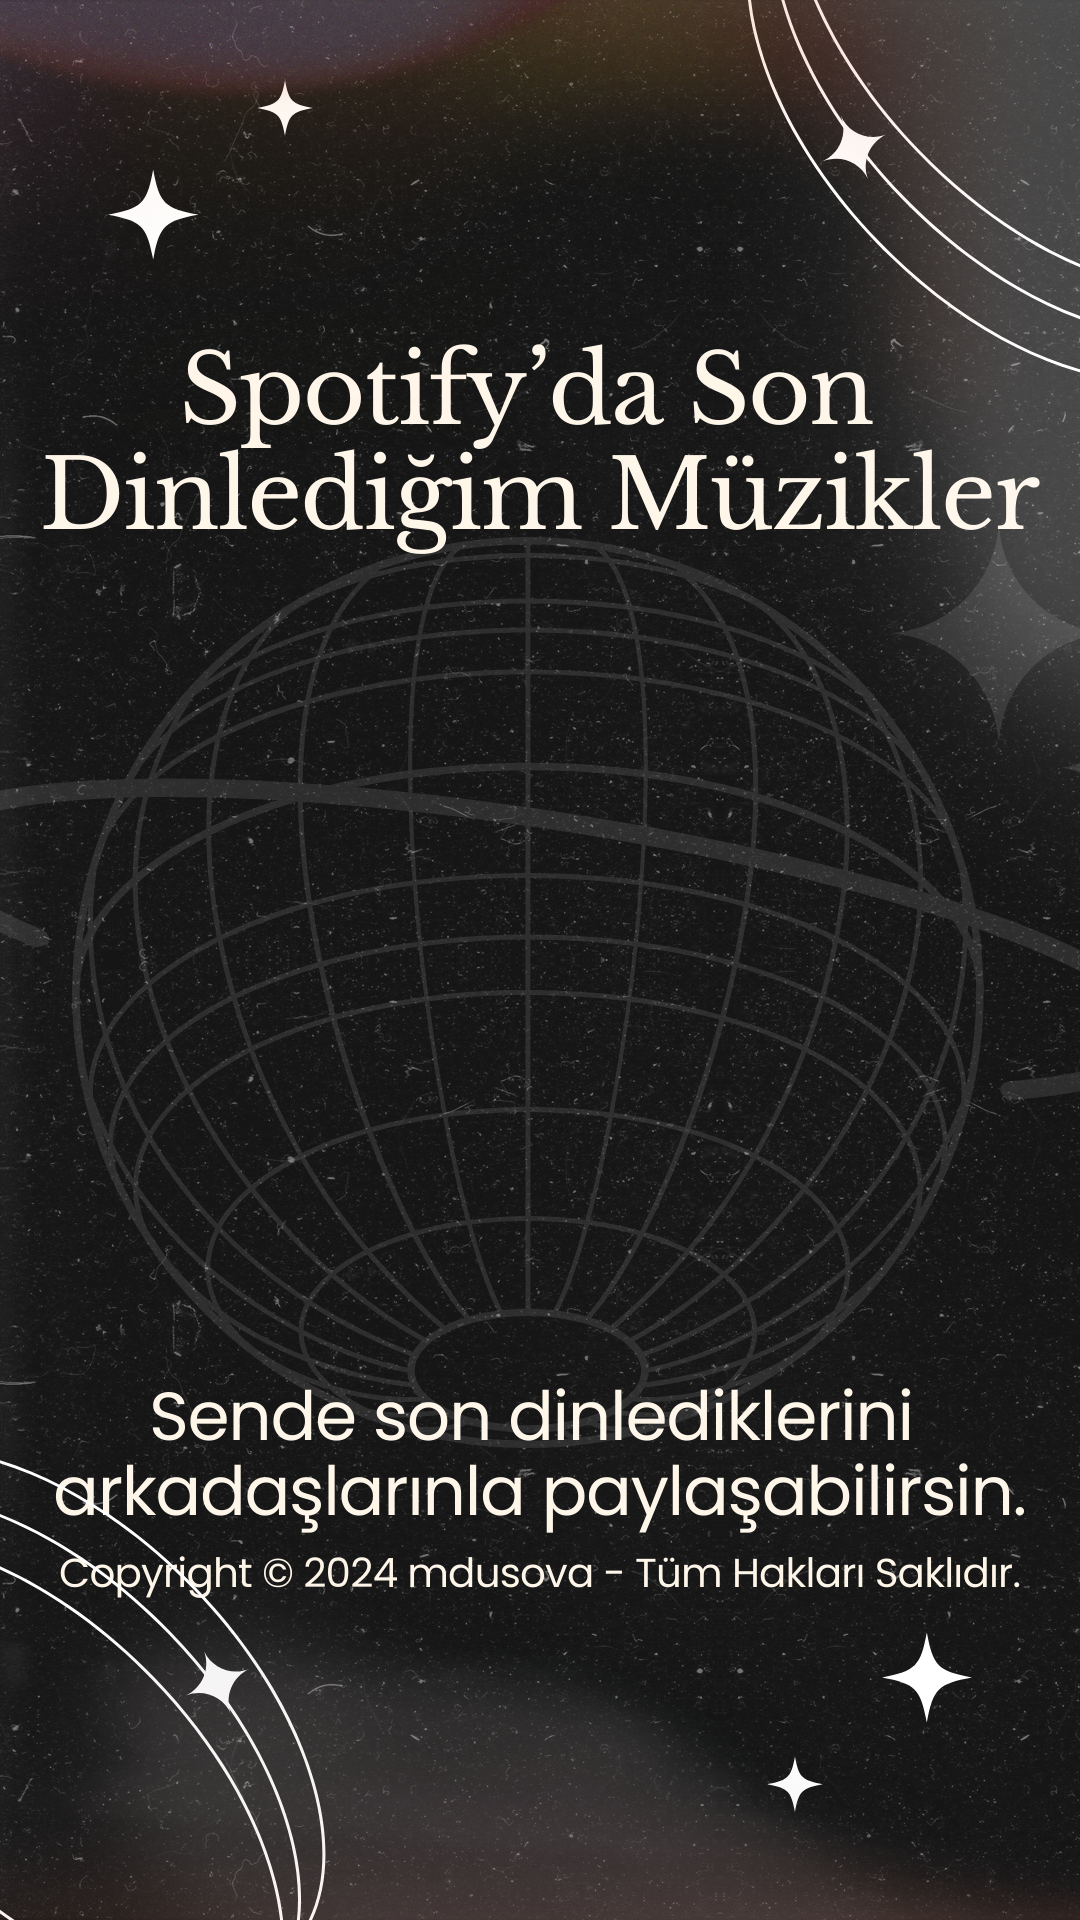 Spotify’da Son
Dinlediğim Müzikler
Sende son dinlediklerini
arkadaşlarınla paylaşabilirsin.
Copyright © 2024 mdusova - Tüm Hakları Saklıdır.